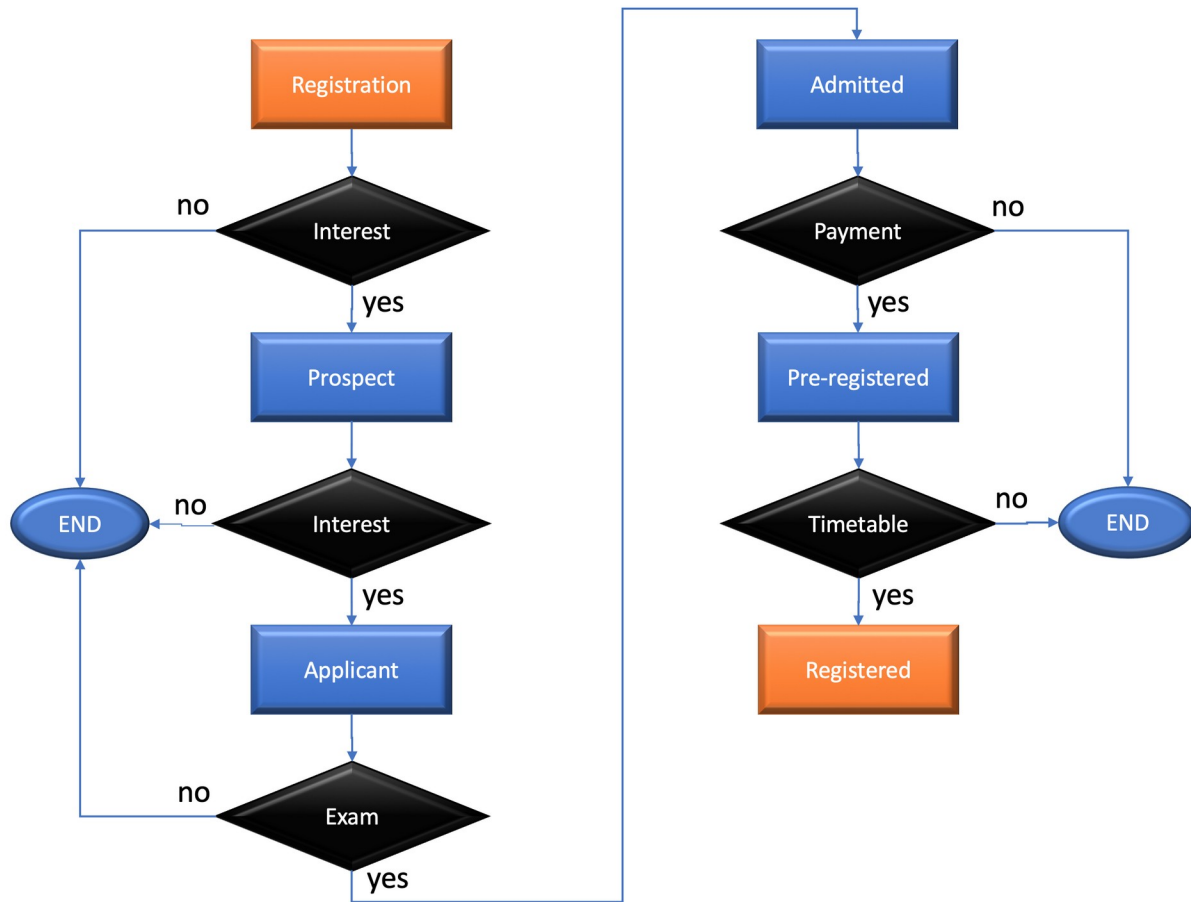 Registration
no
Interest
yes
Prospect
END
no
Interest
yes
Applicant
no
Exam
yes
Admitted
Payment
no
yes
Pre-registered
Timetable
no
END
yes
Registered